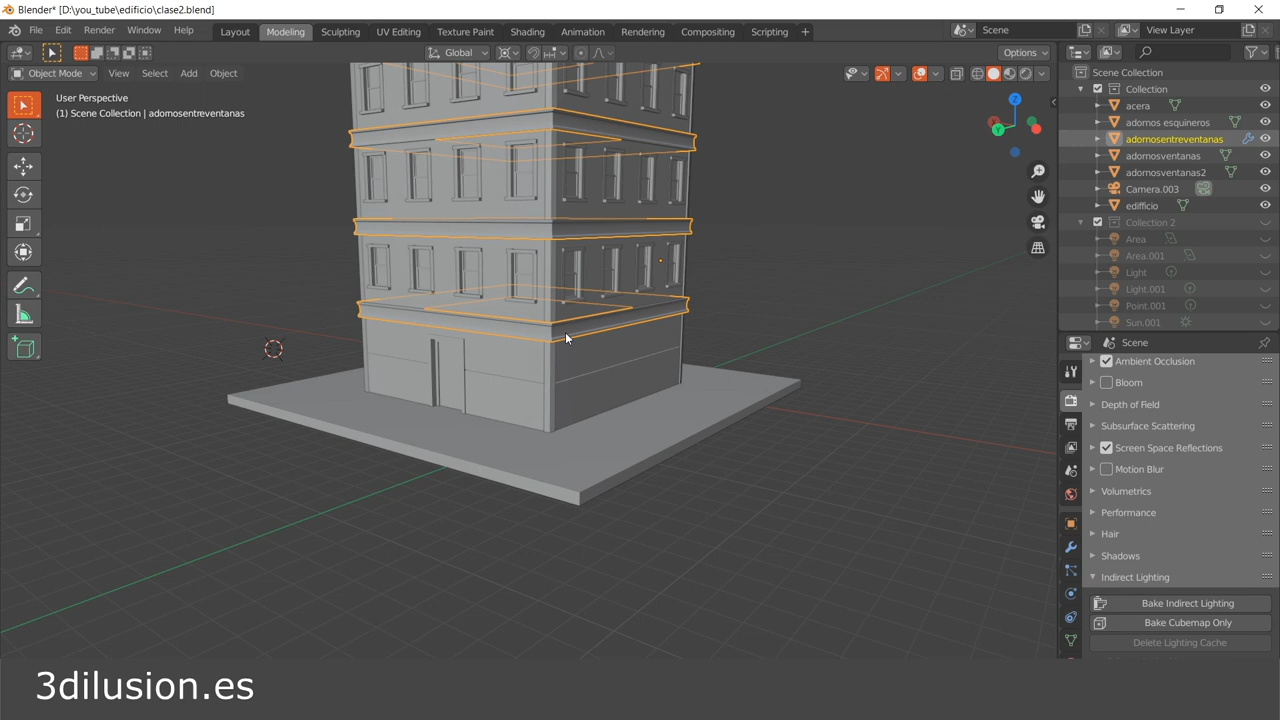 Blender* [D:\you_tube\edificio\clase2.blend]
File Edit Render Window Help
Layout Modeling Sculpting UV Editing Texture Paint Shading Animation Rendering Compositing Scripting +
Scene
View Layer
Global
Options
Object Mode View Select Add Object
User Perspective
(1) Scene Collection | adornosentreventanas
Z
Y
Scene Collection
Collection
acera
adornos esquineros
adornosentreventanas
adornosventanas
adornosventanas2
Camera.003
edifficio
Collection 2
Area
Area.001
Light
Light.001
Point.001
Sun.001
Scene
Ambient Occlusion
Bloom
Depth of Field
Subsurface Scattering
Screen Space Reflections
Motion Blur
Volumetrics
Performance
Hair
Shadows
Indirect Lighting
Bake Indirect Lighting
Bake Cubemap Only
Delete Lighting Cache
3dilusion.es